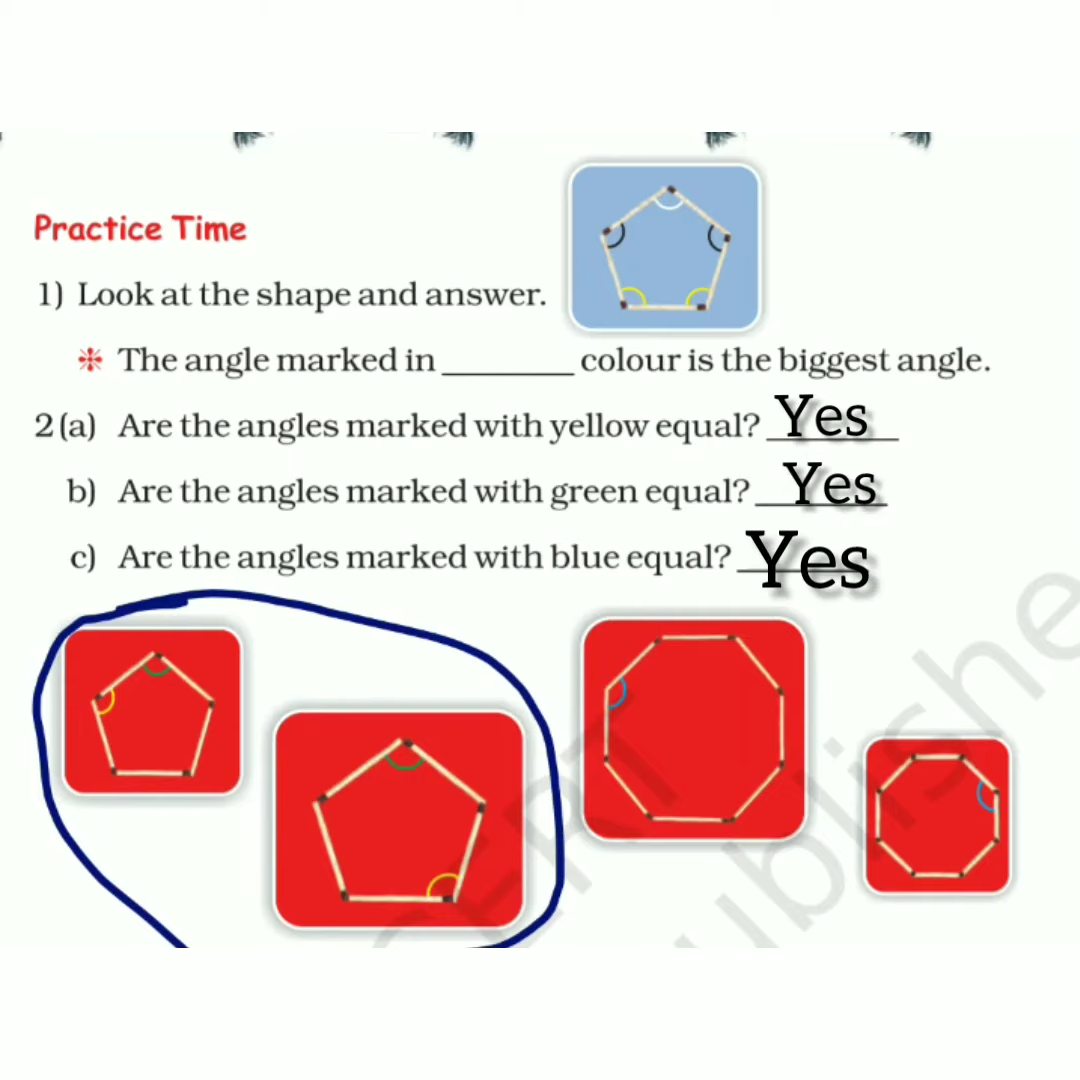 Practice Time
1) Look at the shape and answer.
❉ The angle marked in ________ colour is the biggest angle.
2 (a) Are the angles marked with yellow equal? Yes
b) Are the angles marked with green equal? Yes
c) Are the angles marked with blue equal? Yes